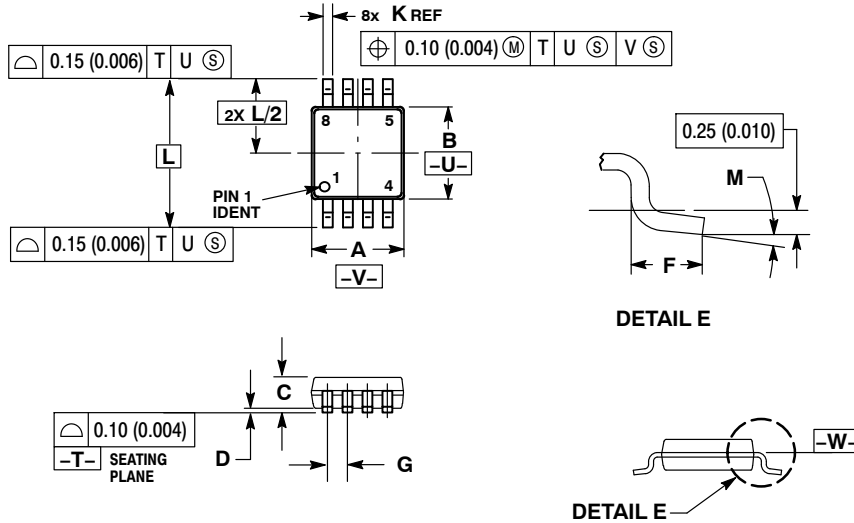 8x K REF
⌖ 0.10 (0.004) Ⓜ T U Ⓢ V Ⓢ
⌓ 0.15 (0.006) T U Ⓢ
2X L/2
L
8 5
B
-U-
1
4
PIN 1
IDENT
⌓ 0.15 (0.006) T U Ⓢ
A
-V-
0.25 (0.010)
M
F
DETAIL E
C
⌓ 0.10 (0.004)
-T- SEATING
PLANE
D
G
-W-
DETAIL E